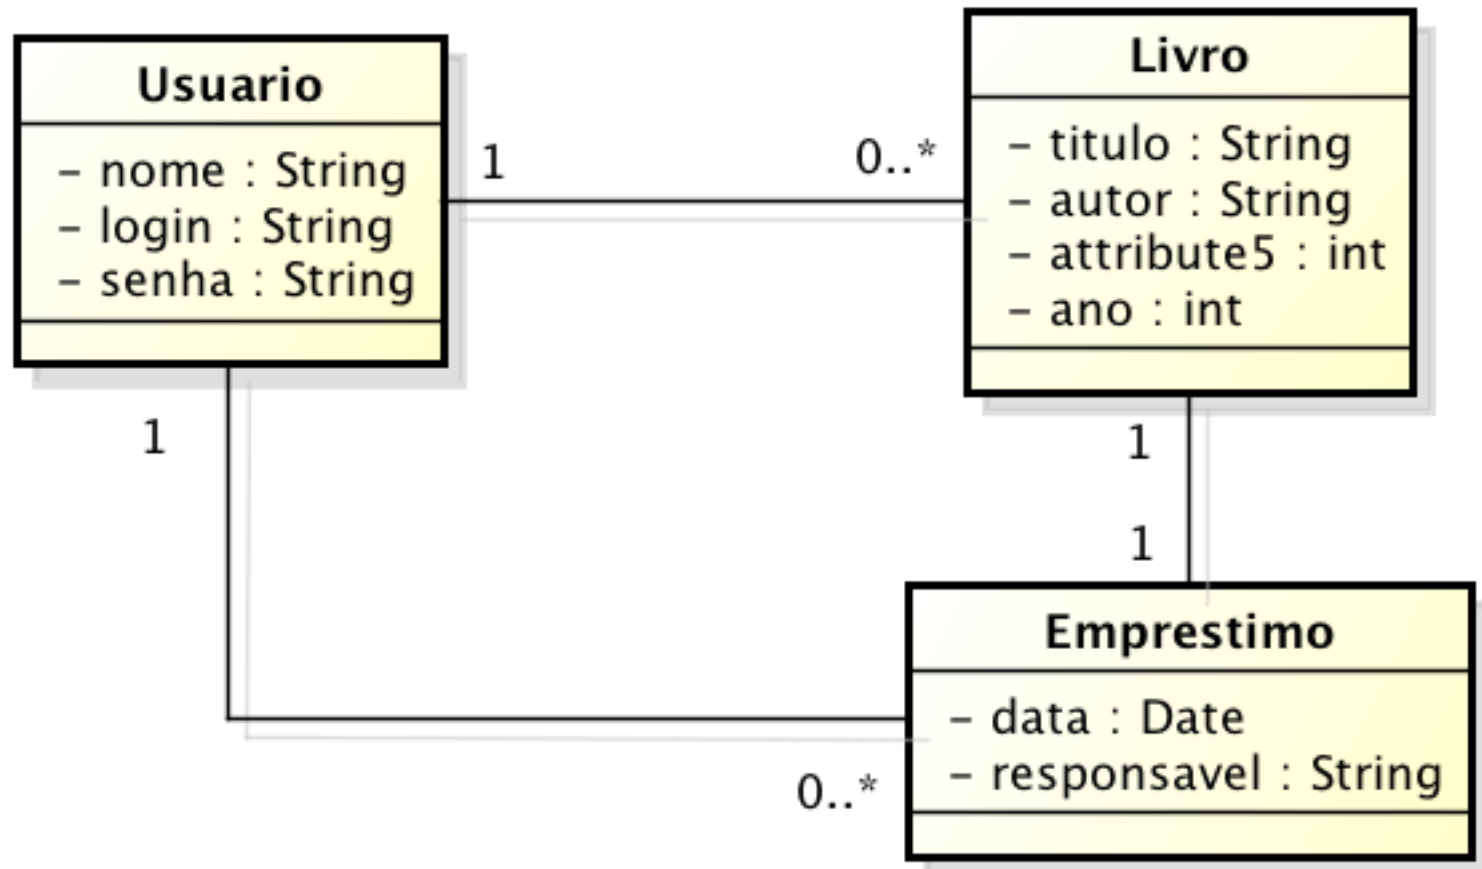 Usuario
– nome : String
– login : String
– senha : String
1
0..*
Livro
– titulo : String
– autor : String
– attribute5 : int
– ano : int
1
1
1
0..*
Emprestimo
– data : Date
– responsavel : String